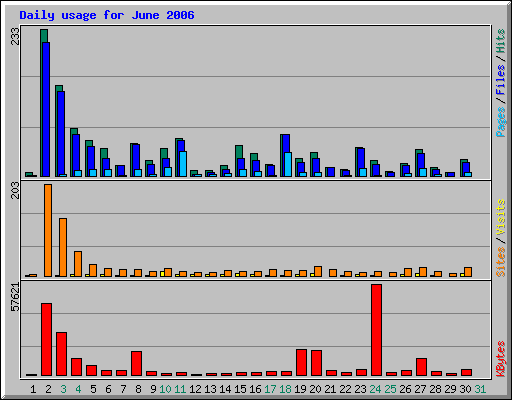 Daily usage for June 2006
233
Pages / Files / Hits
203
Sites / Visits
57621
KBytes
1 2 3 4 5 6 7 8 9 10 11 12 13 14 15 16 17 18 19 20 21 22 23 24 25 26 27 28 29 30 31